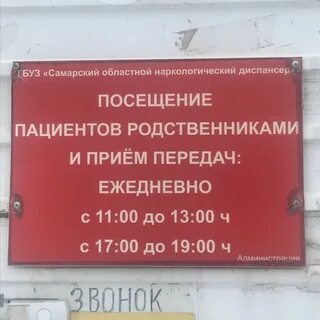 ГБУЗ «Самарский областной наркологический диспансер»
ПОСЕЩЕНИЕ
ПАЦИЕНТОВ РОДСТВЕННИКАМИ
И ПРИЁМ ПЕРЕДАЧ:
ЕЖЕДНЕВНО
с 11:00 до 13:00 ч
с 17:00 до 19:00 ч
Администрация
ЗВОНОК